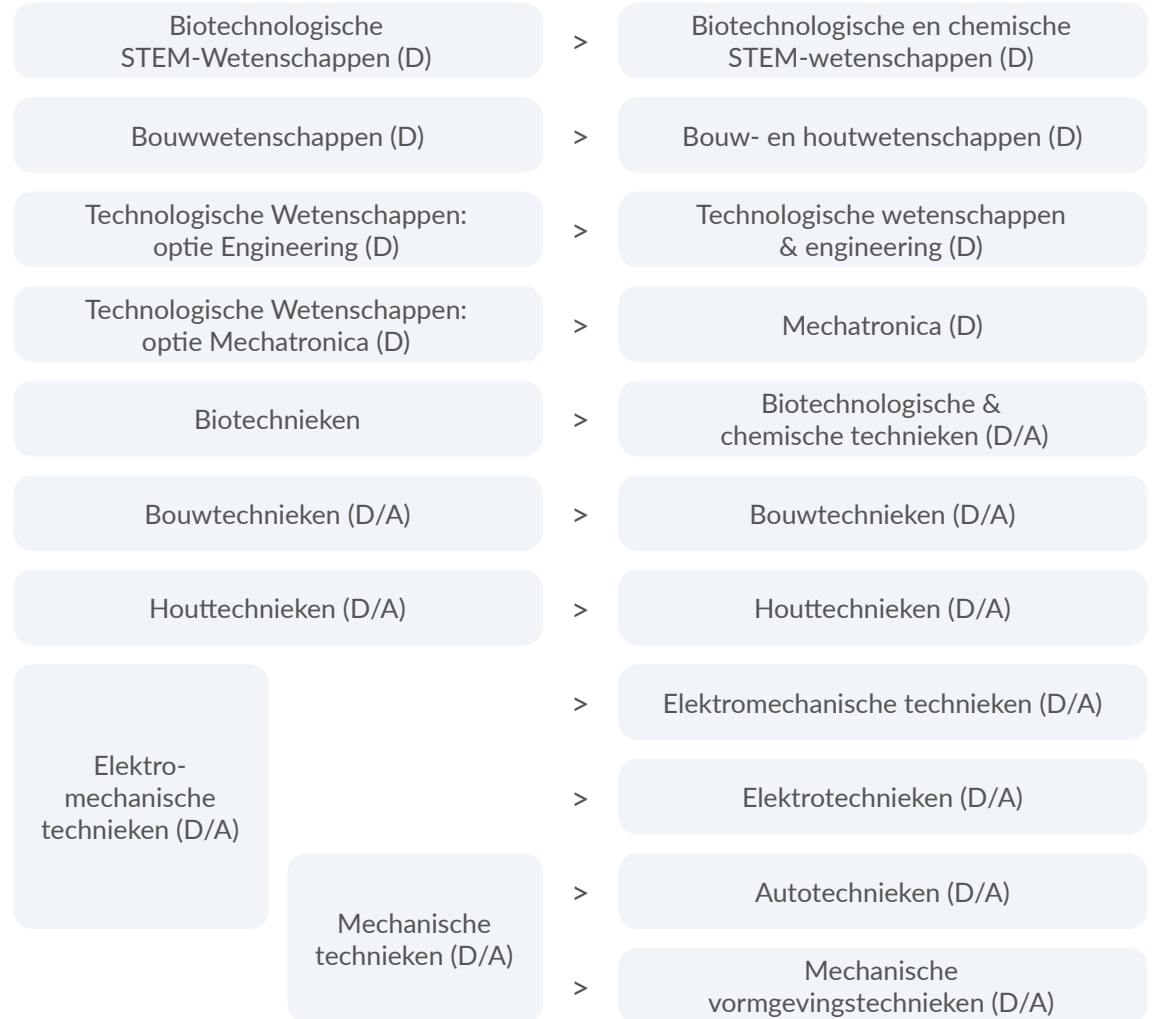 Biotechnologische
STEM-Wetenschappen (D)
>
Biotechnologische en chemische
STEM-wetenschappen (D)
Bouwwetenschappen (D)
>
Bouw- en houtwetenschappen (D)
Technologische Wetenschappen:
optie Engineering (D)
>
Technologische wetenschappen
& engineering (D)
Technologische Wetenschappen:
optie Mechatronica (D)
>
Mechatronica (D)
Biotechnieken
>
Biotechnologische &
chemische technieken (D/A)
Bouwtechnieken (D/A)
>
Bouwtechnieken (D/A)
Houttechnieken (D/A)
>
Houttechnieken (D/A)
Elektro-
mechanische
technieken (D/A)
>
Elektromechanische technieken (D/A)
>
Elektrotechnieken (D/A)
Mechanische
technieken (D/A)
>
Autotechnieken (D/A)
>
Mechanische
vormgevingstechnieken (D/A)